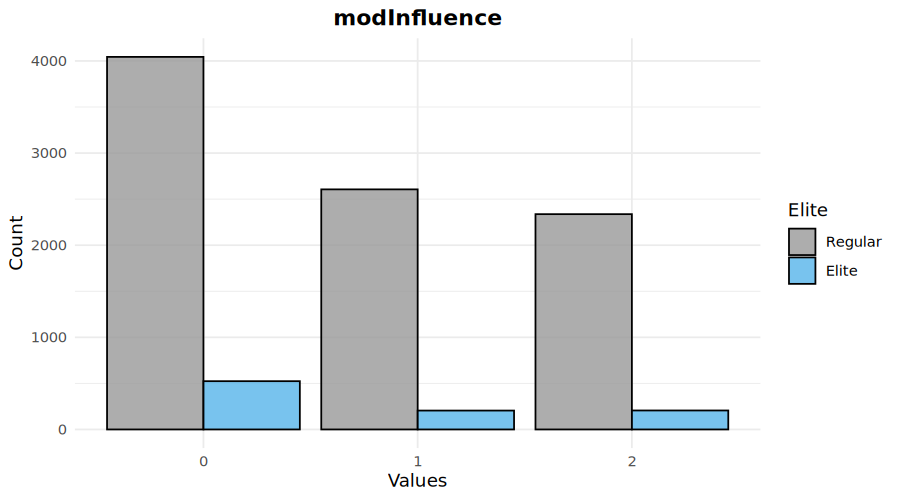 modInfluence
4000
3000
2000
1000
0
Count
0 1 2
Values
Elite
Regular
Elite